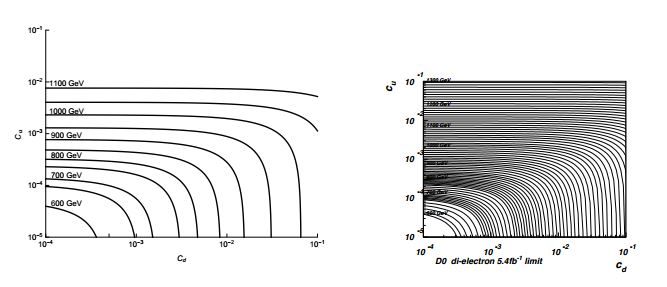 10⁻¹
10⁻²
10⁻³
10⁻⁴
10⁻⁵
C_u
1100 GeV
1000 GeV
900 GeV
800 GeV
700 GeV
600 GeV
10⁻⁴
10⁻³
10⁻²
10⁻¹
C_d
c_u
10⁻¹
10⁻²
10⁻³
10⁻⁴
10⁻⁵
10⁻⁴
10⁻³
10⁻²
10⁻¹
D0 di-electron 5.4fb⁻¹ limit
c_d